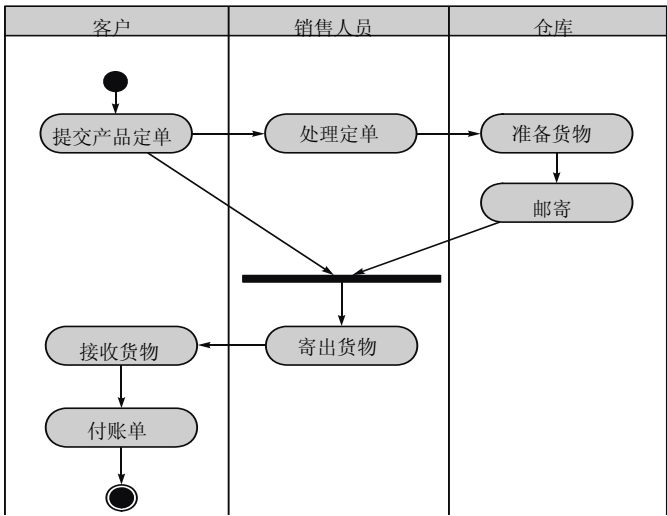 客户
销售人员
仓库
提交产品定单
处理定单
准备货物
邮寄
接收货物
寄出货物
付账单